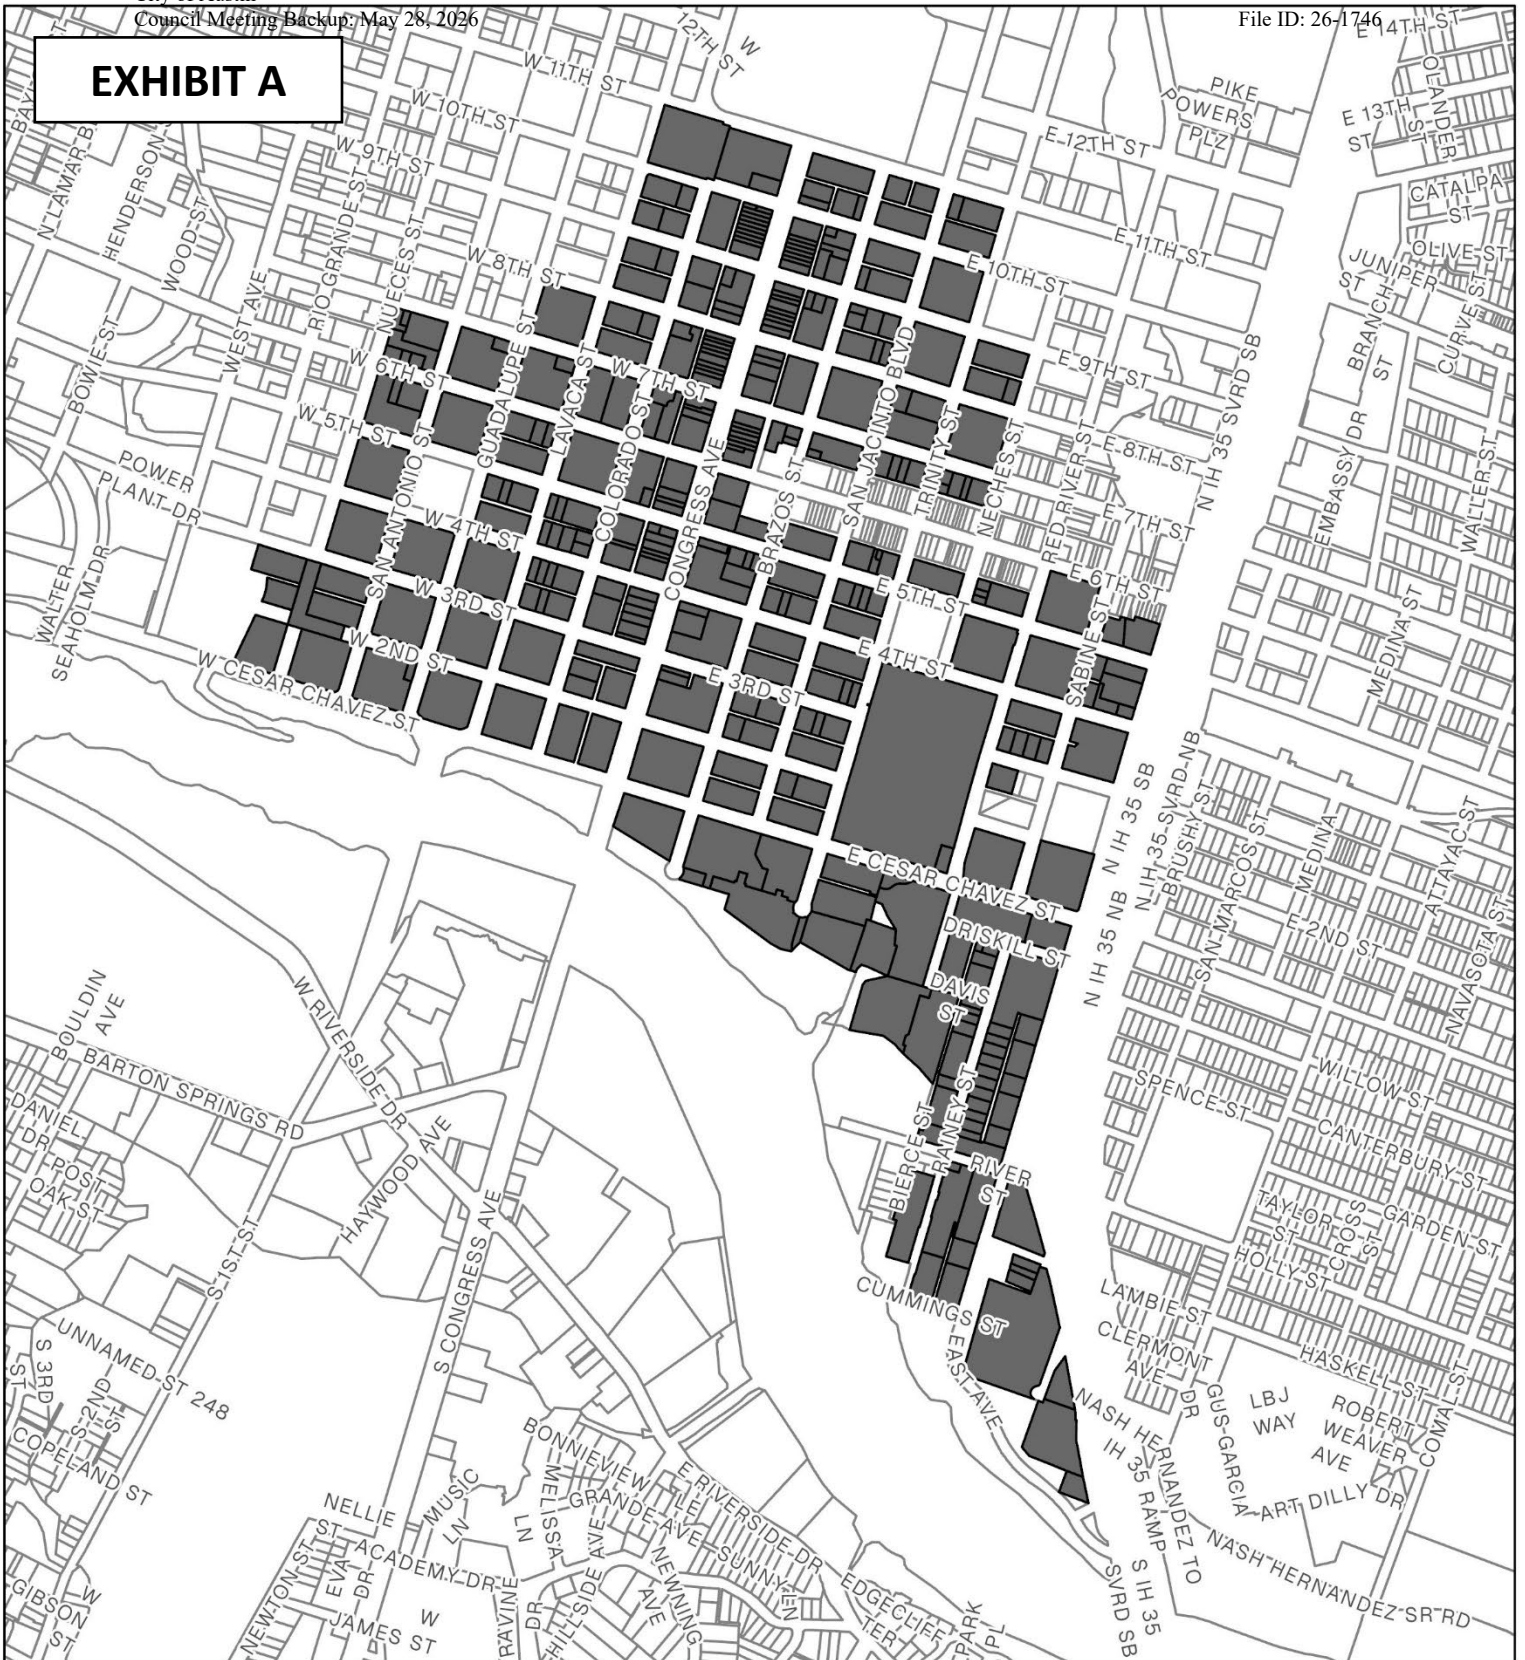 Council Meeting Backup: May 28, 2026
File ID: 26-1746
EXHIBIT A
12TH ST
W
E 14TH ST
W 11TH ST
W 10TH ST
W 9TH ST
PIKE
POWERS
PLZ
E 13TH
ST
OLANDER
ST
E 12TH ST
CATALPA
ST
N LAMAR B
HENDERSON
WOOD ST
RIO GRANDE ST
NUECES ST
W 8TH ST
E 11TH ST
OLIVE ST
JUNIPER
ST
E 10TH ST
WEST AVE
BOWIE ST
W 6TH ST
GUADALUPE ST
LAVACA ST
W 7TH ST
SAN JACINTO BLVD
E 9TH ST
N IH 35 SVRD SB
BRANCH
ST
CURVE ST
W 5TH ST
SAN ANTONIO ST
COLORADO ST
CONGRESS AVE
BRAZOS ST
TRINITY ST
NECHES ST
RED RIVER ST
E 8TH ST
EMBASSY DR
WALLER ST
POWER
PLANT DR
W 4TH ST
E 7TH ST
E 6TH ST
WALTER
SEAHOLM DR
W 3RD ST
E 5TH ST
SABINE ST
MEDINA ST
W 2ND ST
E 4TH ST
W CESAR CHAVEZ ST
E 3RD ST
N IH 35 SB
N IH 35 SVRD NB
BRUSHY ST
SAN MARCOS ST
MEDINA
ATTAYAC ST
E CESAR CHAVEZ ST
N IH 35 NB
DRISKILL ST
E 2ND ST
NAVASOTA ST
DAVIS
ST
BOULDIN
AVE
W RIVERSIDE DR
BARTON SPRINGS RD
DANIEL
DR
POST
OAK ST
HAYWOOD AVE
BIERCE ST
RAINEY ST
RIVER
ST
SPENCE ST
WILLOW ST
CANTERBURY ST
TAYLOR
ST
CROSS
ST
GARDEN ST
HOLLY ST
S 1ST ST
S CONGRESS AVE
CUMMINGS ST
LAMBIE ST
CLERMONT
AVE
EAST AVE
HASKELL ST
UNNAMED ST 248
S 3RD
ST
S 2ND
ST
COPELAND ST
NASH HERNANDEZ TO
IH 35 RAMP
DR
GUS GARCIA
LBJ
WAY
ROBERT
WEAVER
AVE
COMAL ST
BONNIEVIEW
MELISSA
LN
LE
GRANDE AVE
E RIVERSIDE DR
ART DILLY DR
NELLIE
ST
MUSIC
LN
ACADEMY DR
EVA
DR
NEWTON ST
JAMES ST
W
RAVINE
DR
HILLSIDE AVE
NEWNING
AVE
SUNNY LN
EDGECLIFF
TER
PARK
PL
S IH 35
SVRD SB
NASH HERNANDEZ SR RD
GIBSON
ST
W